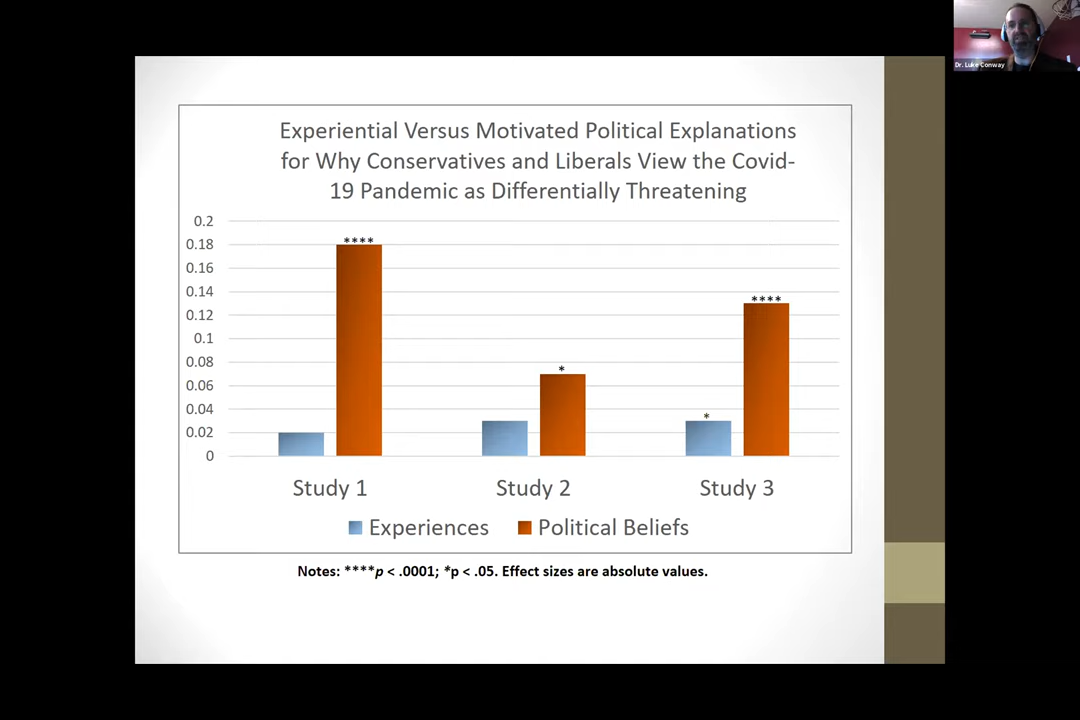 Dr. Luke Conway
Experiential Versus Motivated Political Explanations
for Why Conservatives and Liberals View the Covid-
19 Pandemic as Differentially Threatening
0.2
0.18
0.16
0.14
0.12
0.1
0.08
0.06
0.04
0.02
0
****
*
*
****
Study 1
Study 2
Study 3
Experiences
Political Beliefs
Notes: ****p < .0001; *p < .05. Effect sizes are absolute values.